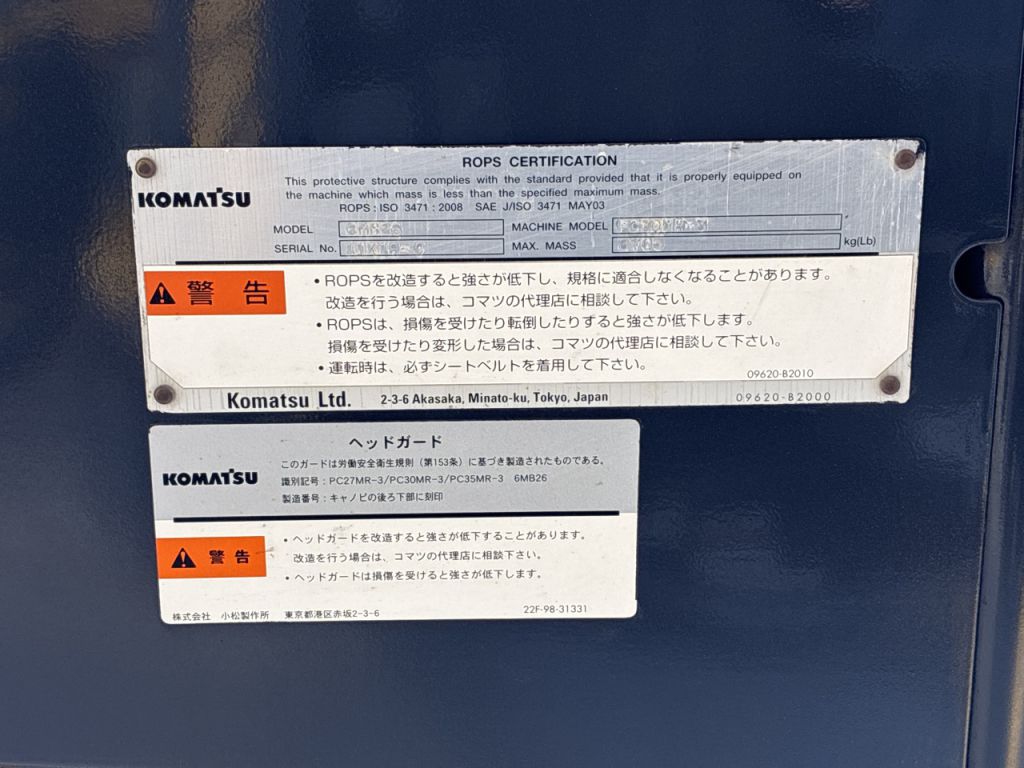 ROPS CERTIFICATION
KOMATSU
This protective structure complies with the standard provided that it is properly equipped on
the machine which mass is less than the specified maximum mass.
ROPS : ISO 3471 : 2008 SAE J/ISO 3471 MAY03
MODEL
MACHINE MODEL
SERIAL No.
MAX. MASS
kg(Lb)
警告
・ROPSを改造すると強さが低下し、規格に適合しなくなることがあります。
改造を行う場合は、コマツの代理店に相談して下さい。
・ROPSは、損傷を受けたり転倒したりすると強さが低下します。
損傷を受けたり変形した場合は、コマツの代理店に相談して下さい。
・運転時は、必ずシートベルトを着用して下さい。
09620-B2010
Komatsu Ltd. 2-3-6 Akasaka, Minato-ku, Tokyo, Japan
09620-B2000
ヘッドガード
KOMATSU
このガードは労働安全衛生規則（第153条）に基づき製造されたものである。
識別記号：PC27MR-3/PC30MR-3/PC35MR-3 6MB26
製造番号：キャノピの後ろ下部に刻印
警告
・ヘッドガードを改造すると強さが低下することがあります。
改造を行う場合は、コマツの代理店に相談下さい。
・ヘッドガードは損傷を受けると強さが低下します。
株式会社 小松製作所 東京都港区赤坂2-3-6
22F-98-31331